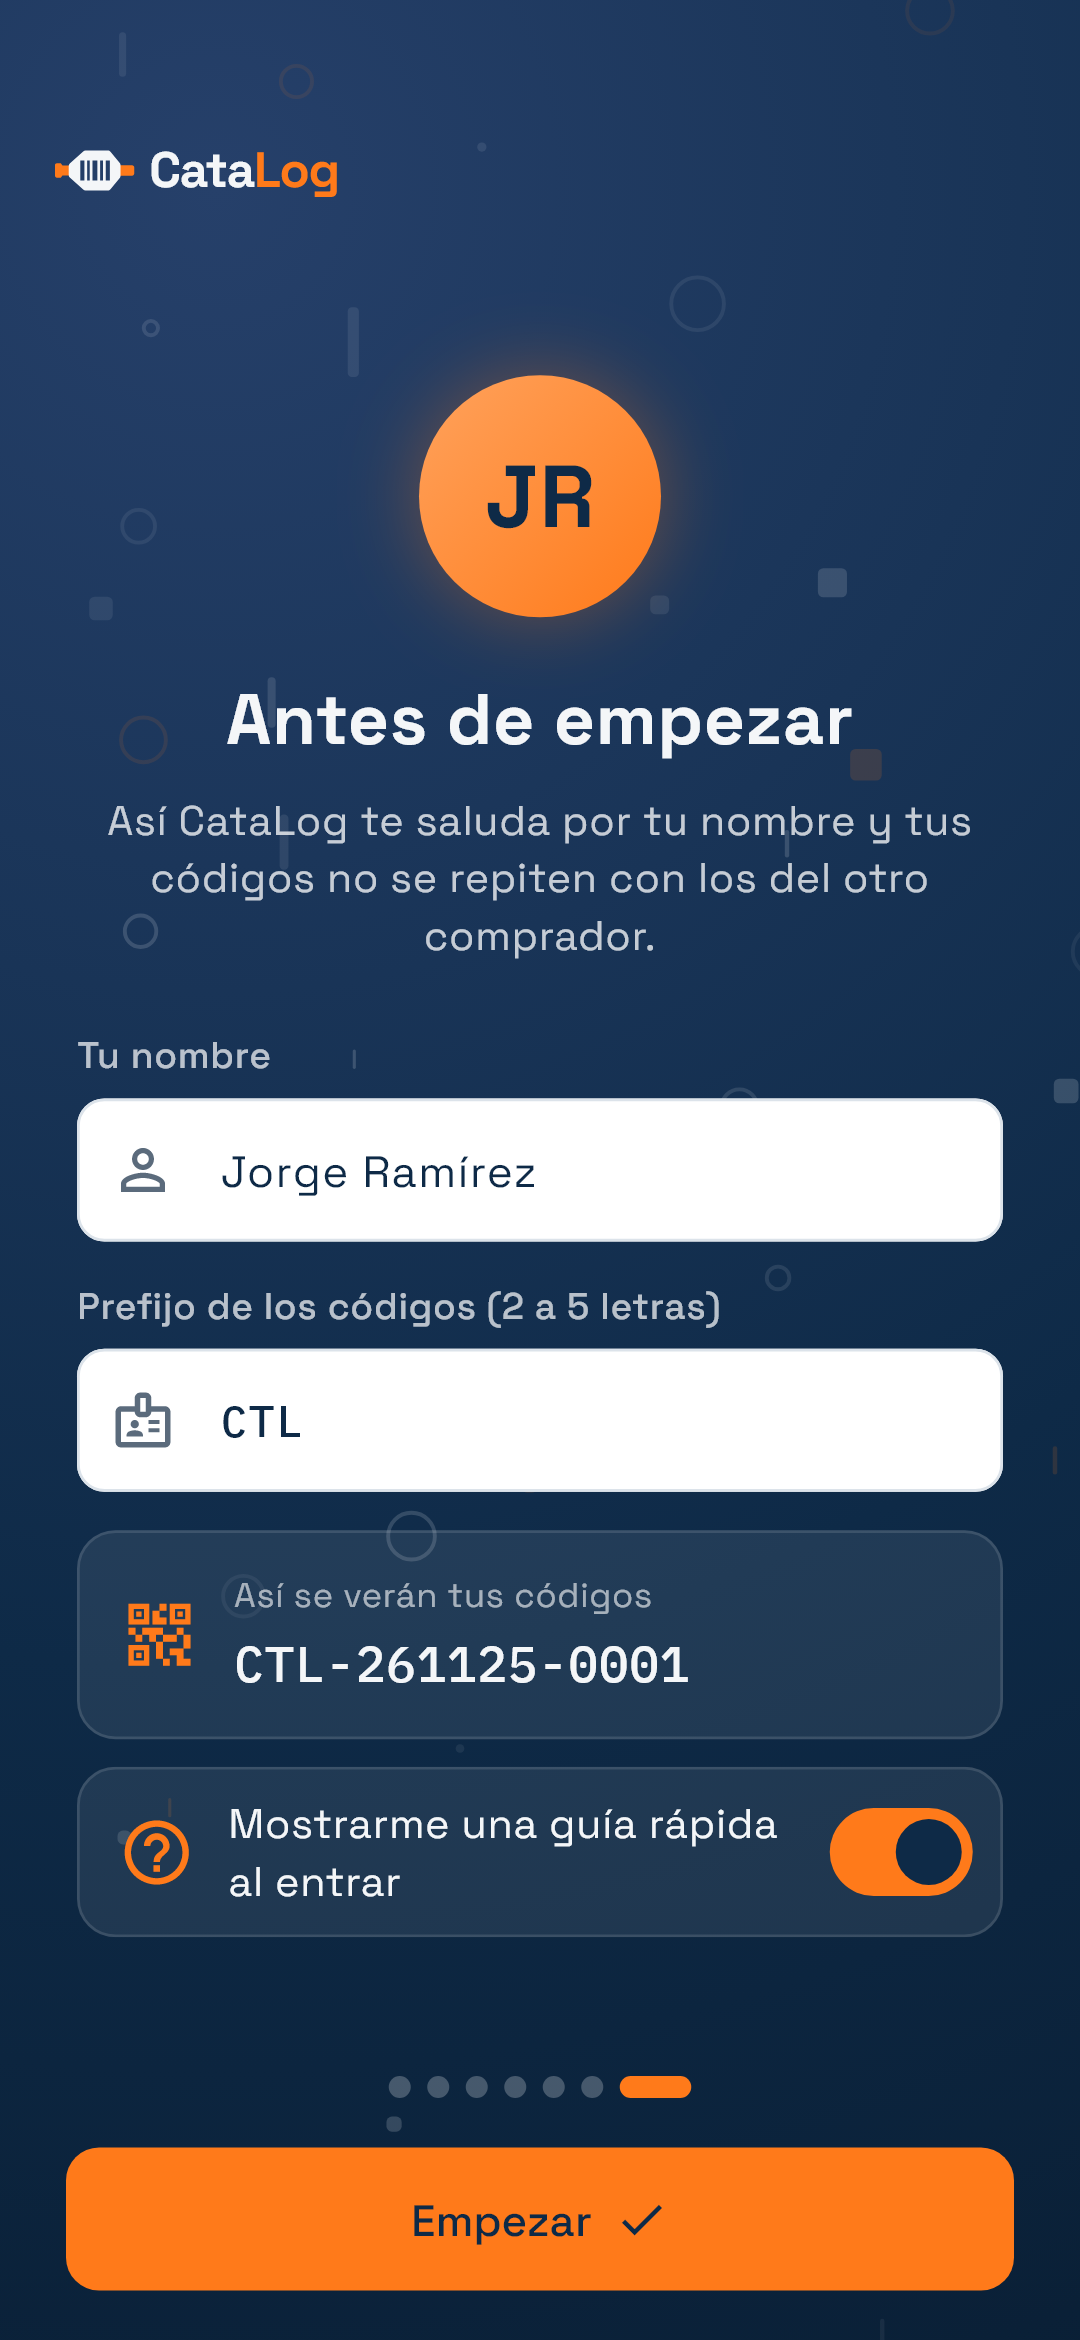 CataLog
JR
Antes de empezar
Así CataLog te saluda por tu nombre y tus
códigos no se repiten con los del otro
comprador.
Tu nombre
Jorge Ramírez
Prefijo de los códigos (2 a 5 letras)
CTL
Así se verán tus códigos
CTL-261125-0001
Mostrarme una guía rápida
al entrar
Empezar